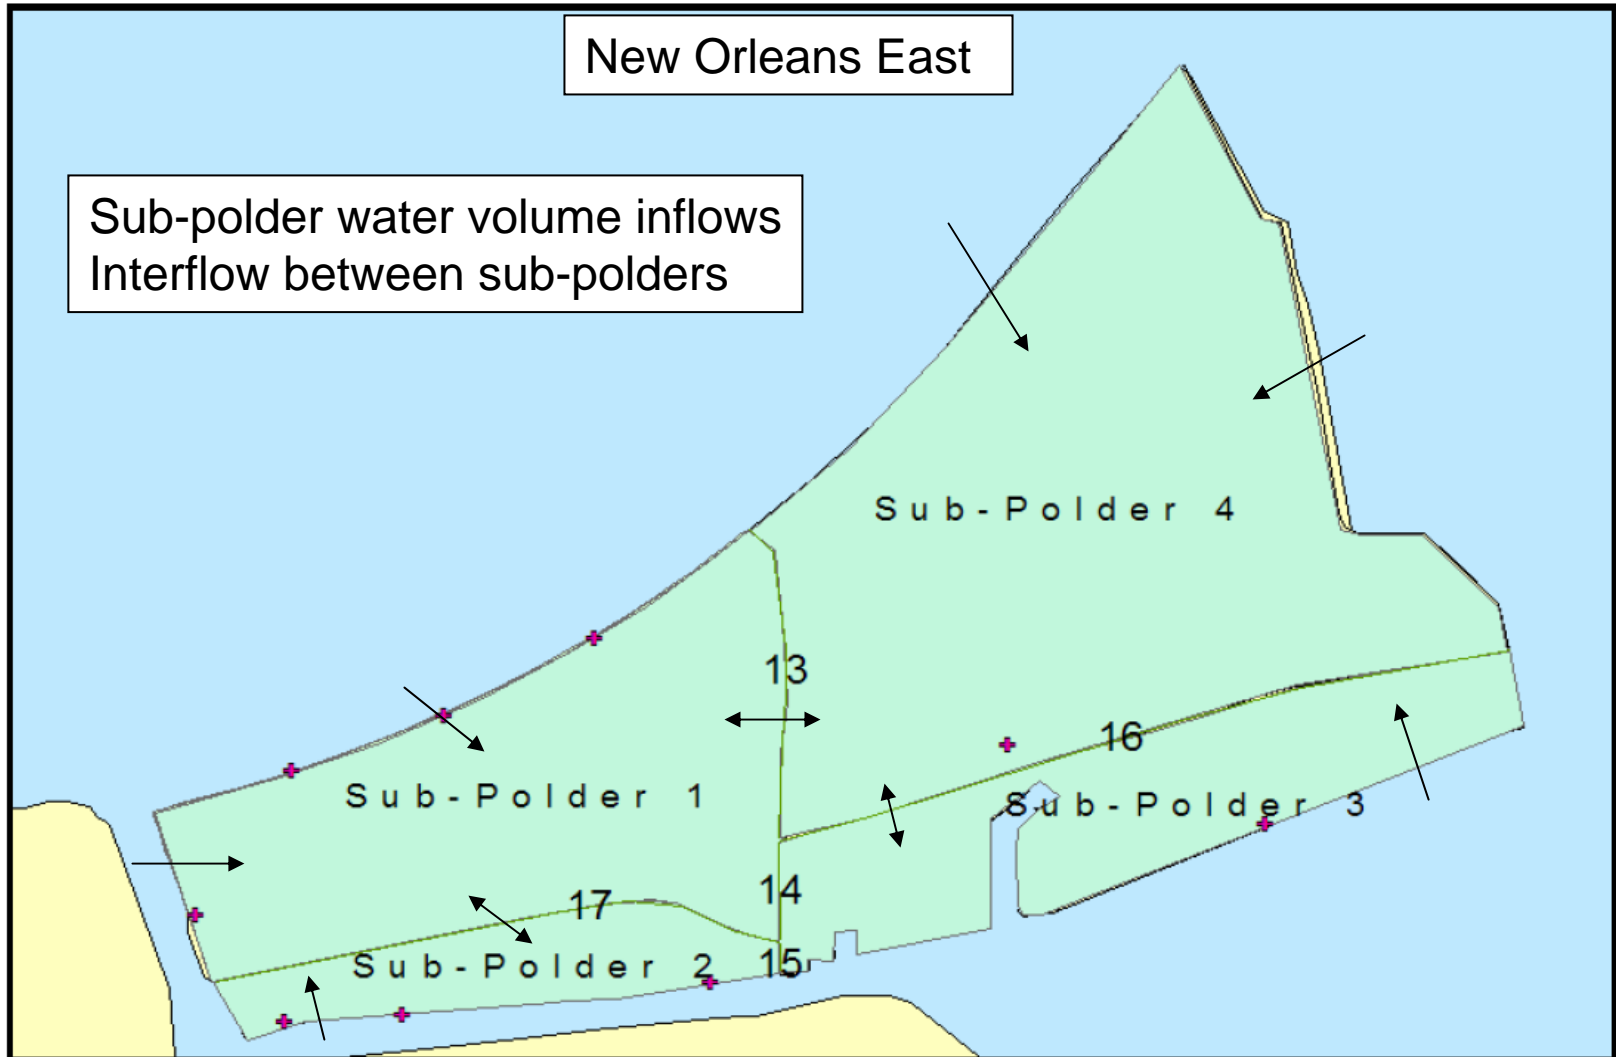 New Orleans East
Sub-polder water volume inflows
Interflow between sub-polders
Sub-Polder 4
13
16
Sub-Polder 1
Sub-Polder 3
14
17
Sub-Polder 2
15